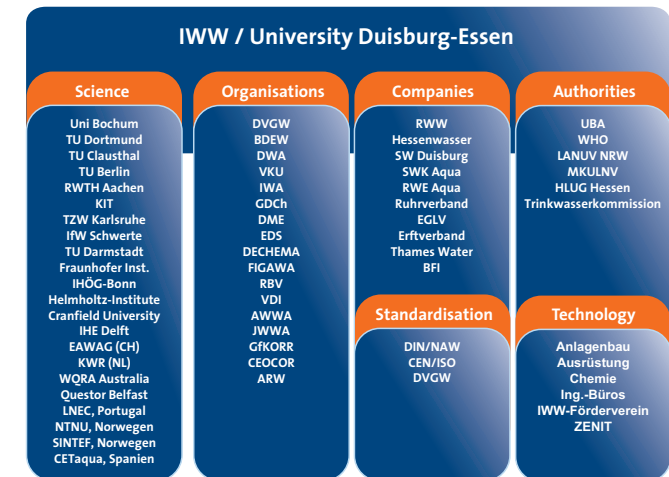 IWW / University Duisburg-Essen
Science
Uni Bochum
TU Dortmund
TU Clausthal
TU Berlin
RWTH Aachen
KIT
TZW Karlsruhe
IfW Schwerte
TU Darmstadt
Fraunhofer Inst.
IHÖG-Bonn
Helmholtz-Institute
Cranfield University
IHE Delft
EAWAG (CH)
KWR (NL)
WQRA Australia
Questor Belfast
LNEC, Portugal
NTNU, Norwegen
SINTEF, Norwegen
CETaqua, Spanien
Organisations
DVGW
BDEW
DWA
VKU
IWA
GDCh
DME
EDS
DECHEMA
FIGAWA
RBV
VDI
AWWA
JWWA
GfKORR
CEOCOR
ARW
Companies
RWW
Hessenwasser
SW Duisburg
SWK Aqua
RWE Aqua
Ruhrverband
EGLV
Erftverband
Thames Water
BFI
Standardisation
DIN/NAW
CEN/ISO
DVGW
Authorities
UBA
WHO
LANUV NRW
MKULNV
HLUG Hessen
Trinkwasserkommission
Technology
Anlagenbau
Ausrüstung
Chemie
Ing.-Büros
IWW-Förderverein
ZENIT